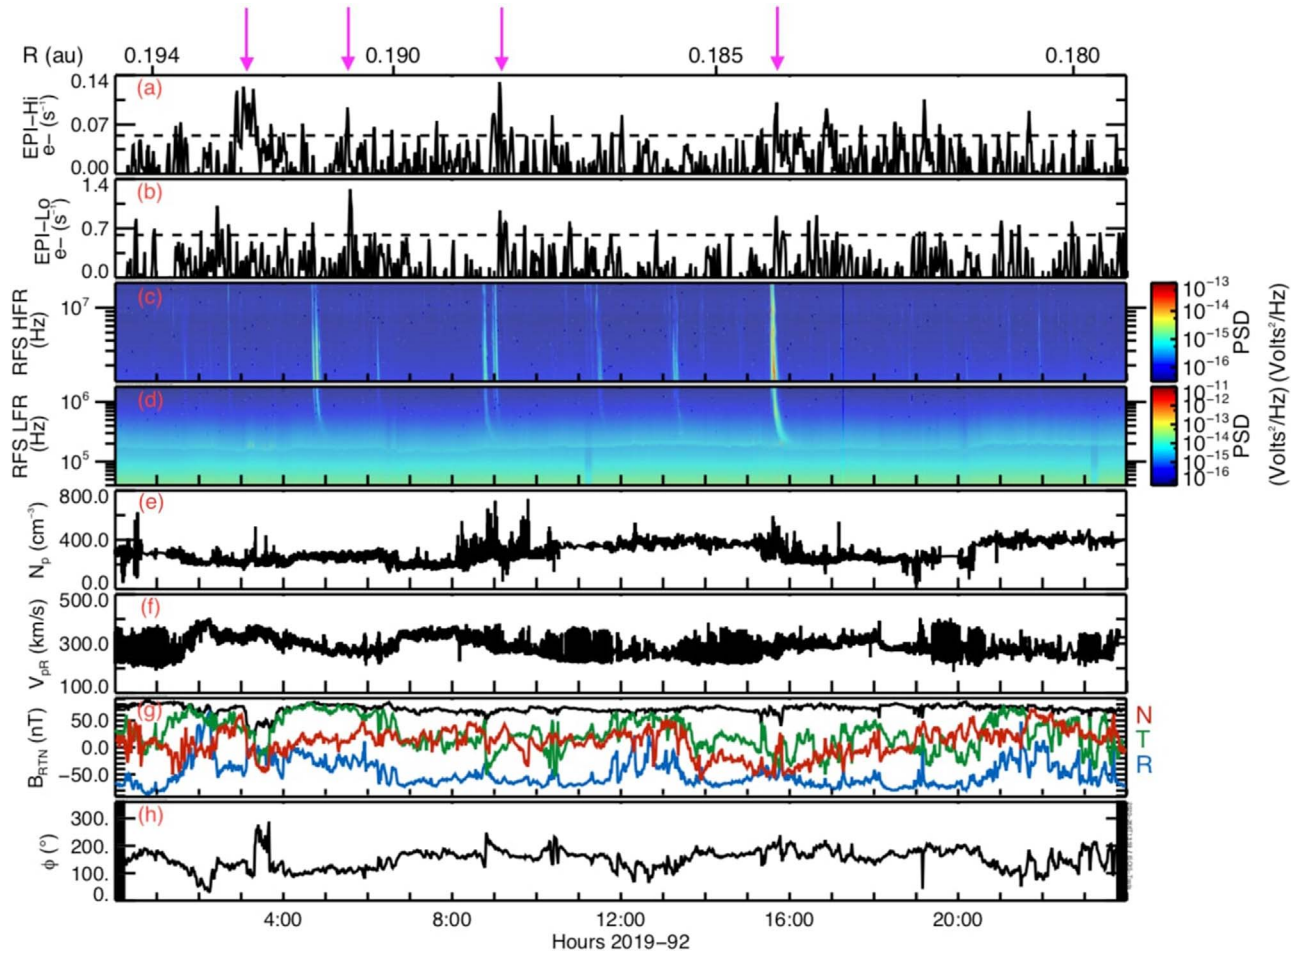 R (au) 0.194 0.190 0.185 0.180
(a)
EPI-Hi
e- (s⁻¹)
0.14
0.07
0.00
(b)
EPI-Lo
e- (s⁻¹)
1.4
0.7
0.0
(c)
RFS HFR
(Hz)
10⁷
10⁻¹³
10⁻¹⁴
10⁻¹⁵
10⁻¹⁶
PSD
(Volts²/Hz)
(d)
RFS LFR
(Hz)
10⁶
10⁵
10⁻¹¹
10⁻¹²
10⁻¹³
10⁻¹⁴
10⁻¹⁵
10⁻¹⁶
PSD
(Volts²/Hz)
(e)
Nₚ (cm⁻³)
800.0
400.0
0.0
(f)
VpR (km/s)
500.0
300.0
100.0
(g)
BRTN (nT)
50.0
0.0
−50.0
N
T
R
(h)
ϕ (°)
300.
200.
100.
0.
4:00 8:00 12:00 16:00 20:00
Hours 2019−92